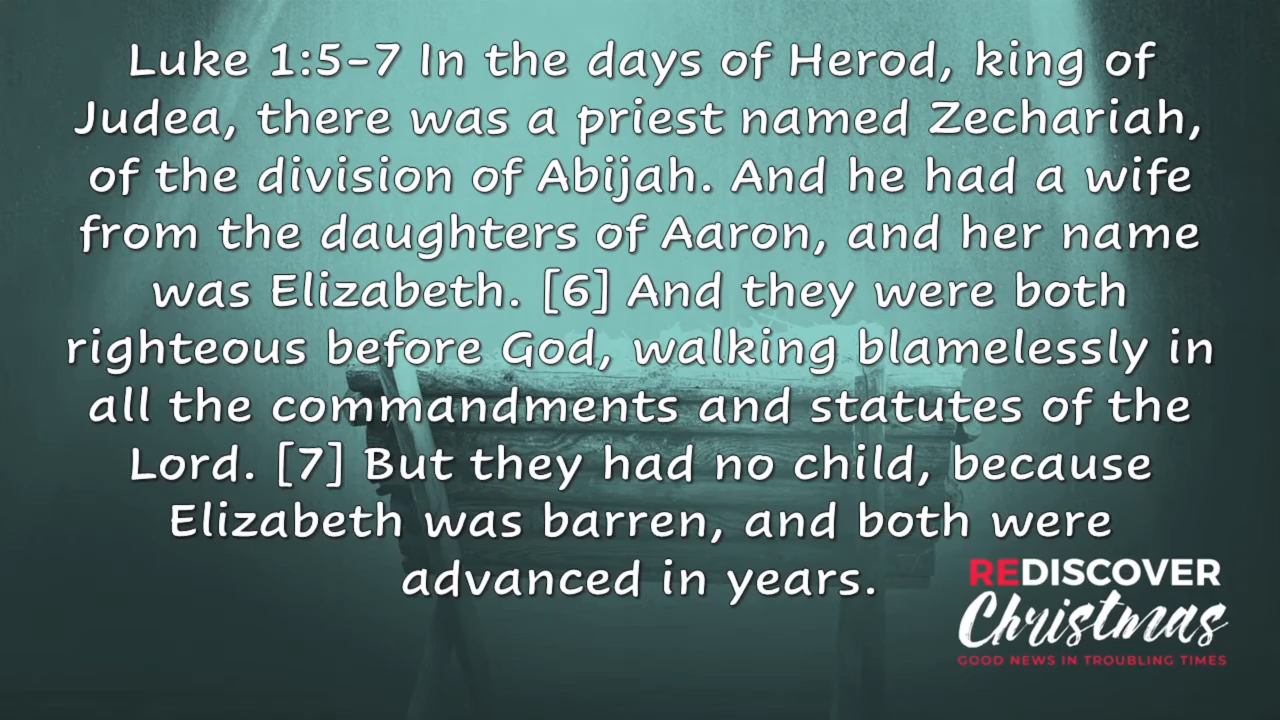 Luke 1:5-7 In the days of Herod, king of
Judea, there was a priest named Zechariah,
of the division of Abijah. And he had a wife
from the daughters of Aaron, and her name
was Elizabeth. [6] And they were both
righteous before God, walking blamelessly in
all the commandments and statutes of the
Lord. [7] But they had no child, because
Elizabeth was barren, and both were
advanced in years.
REDISCOVER
Christmas
GOOD NEWS IN TROUBLING TIMES